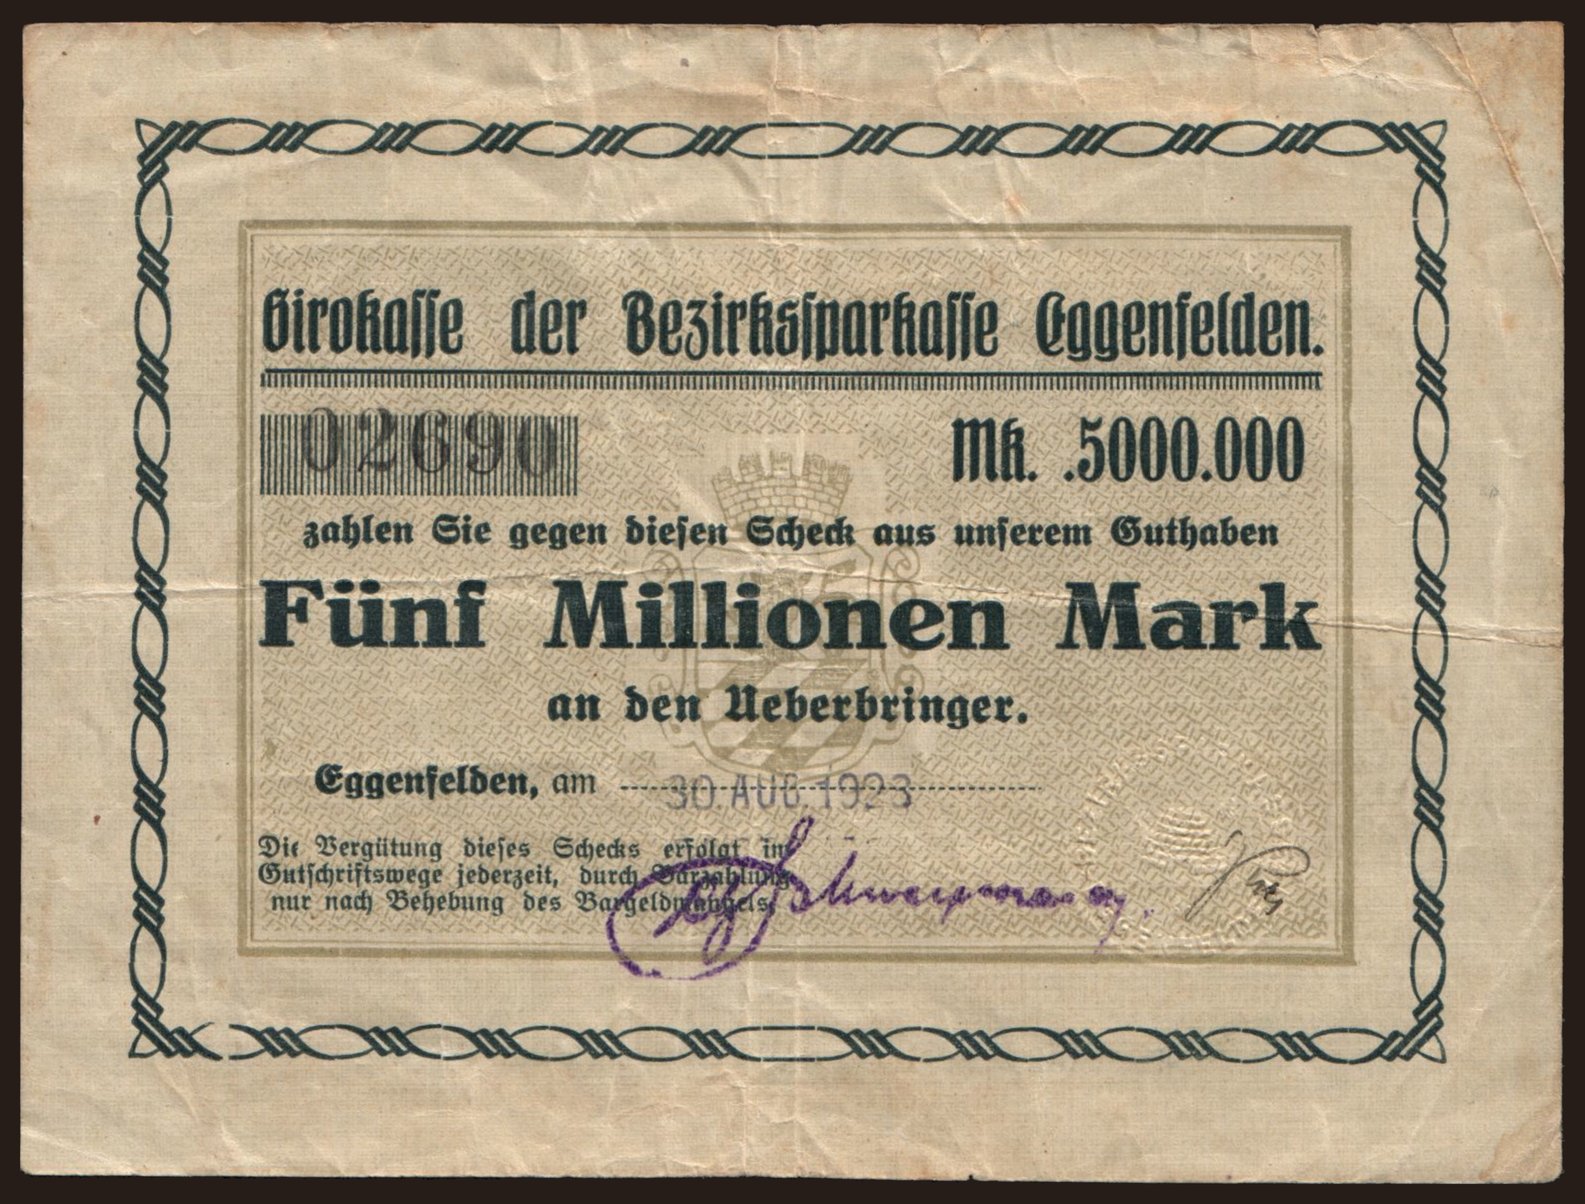 Girokasse der Bezirkssparkasse Eggenfelden.
02690
Mk. .5000.000
zahlen Sie gegen diesen Scheck aus unserem Guthaben
Fünf Millionen Mark
an den Ueberbringer.
Eggenfelden, am 30. AUG. 1923
Die Vergütung dieses Schecks erfolgt in
Gutschriftswege jederzeit, durch Barzahlung
nur nach Behebung des Bargeldmangels.